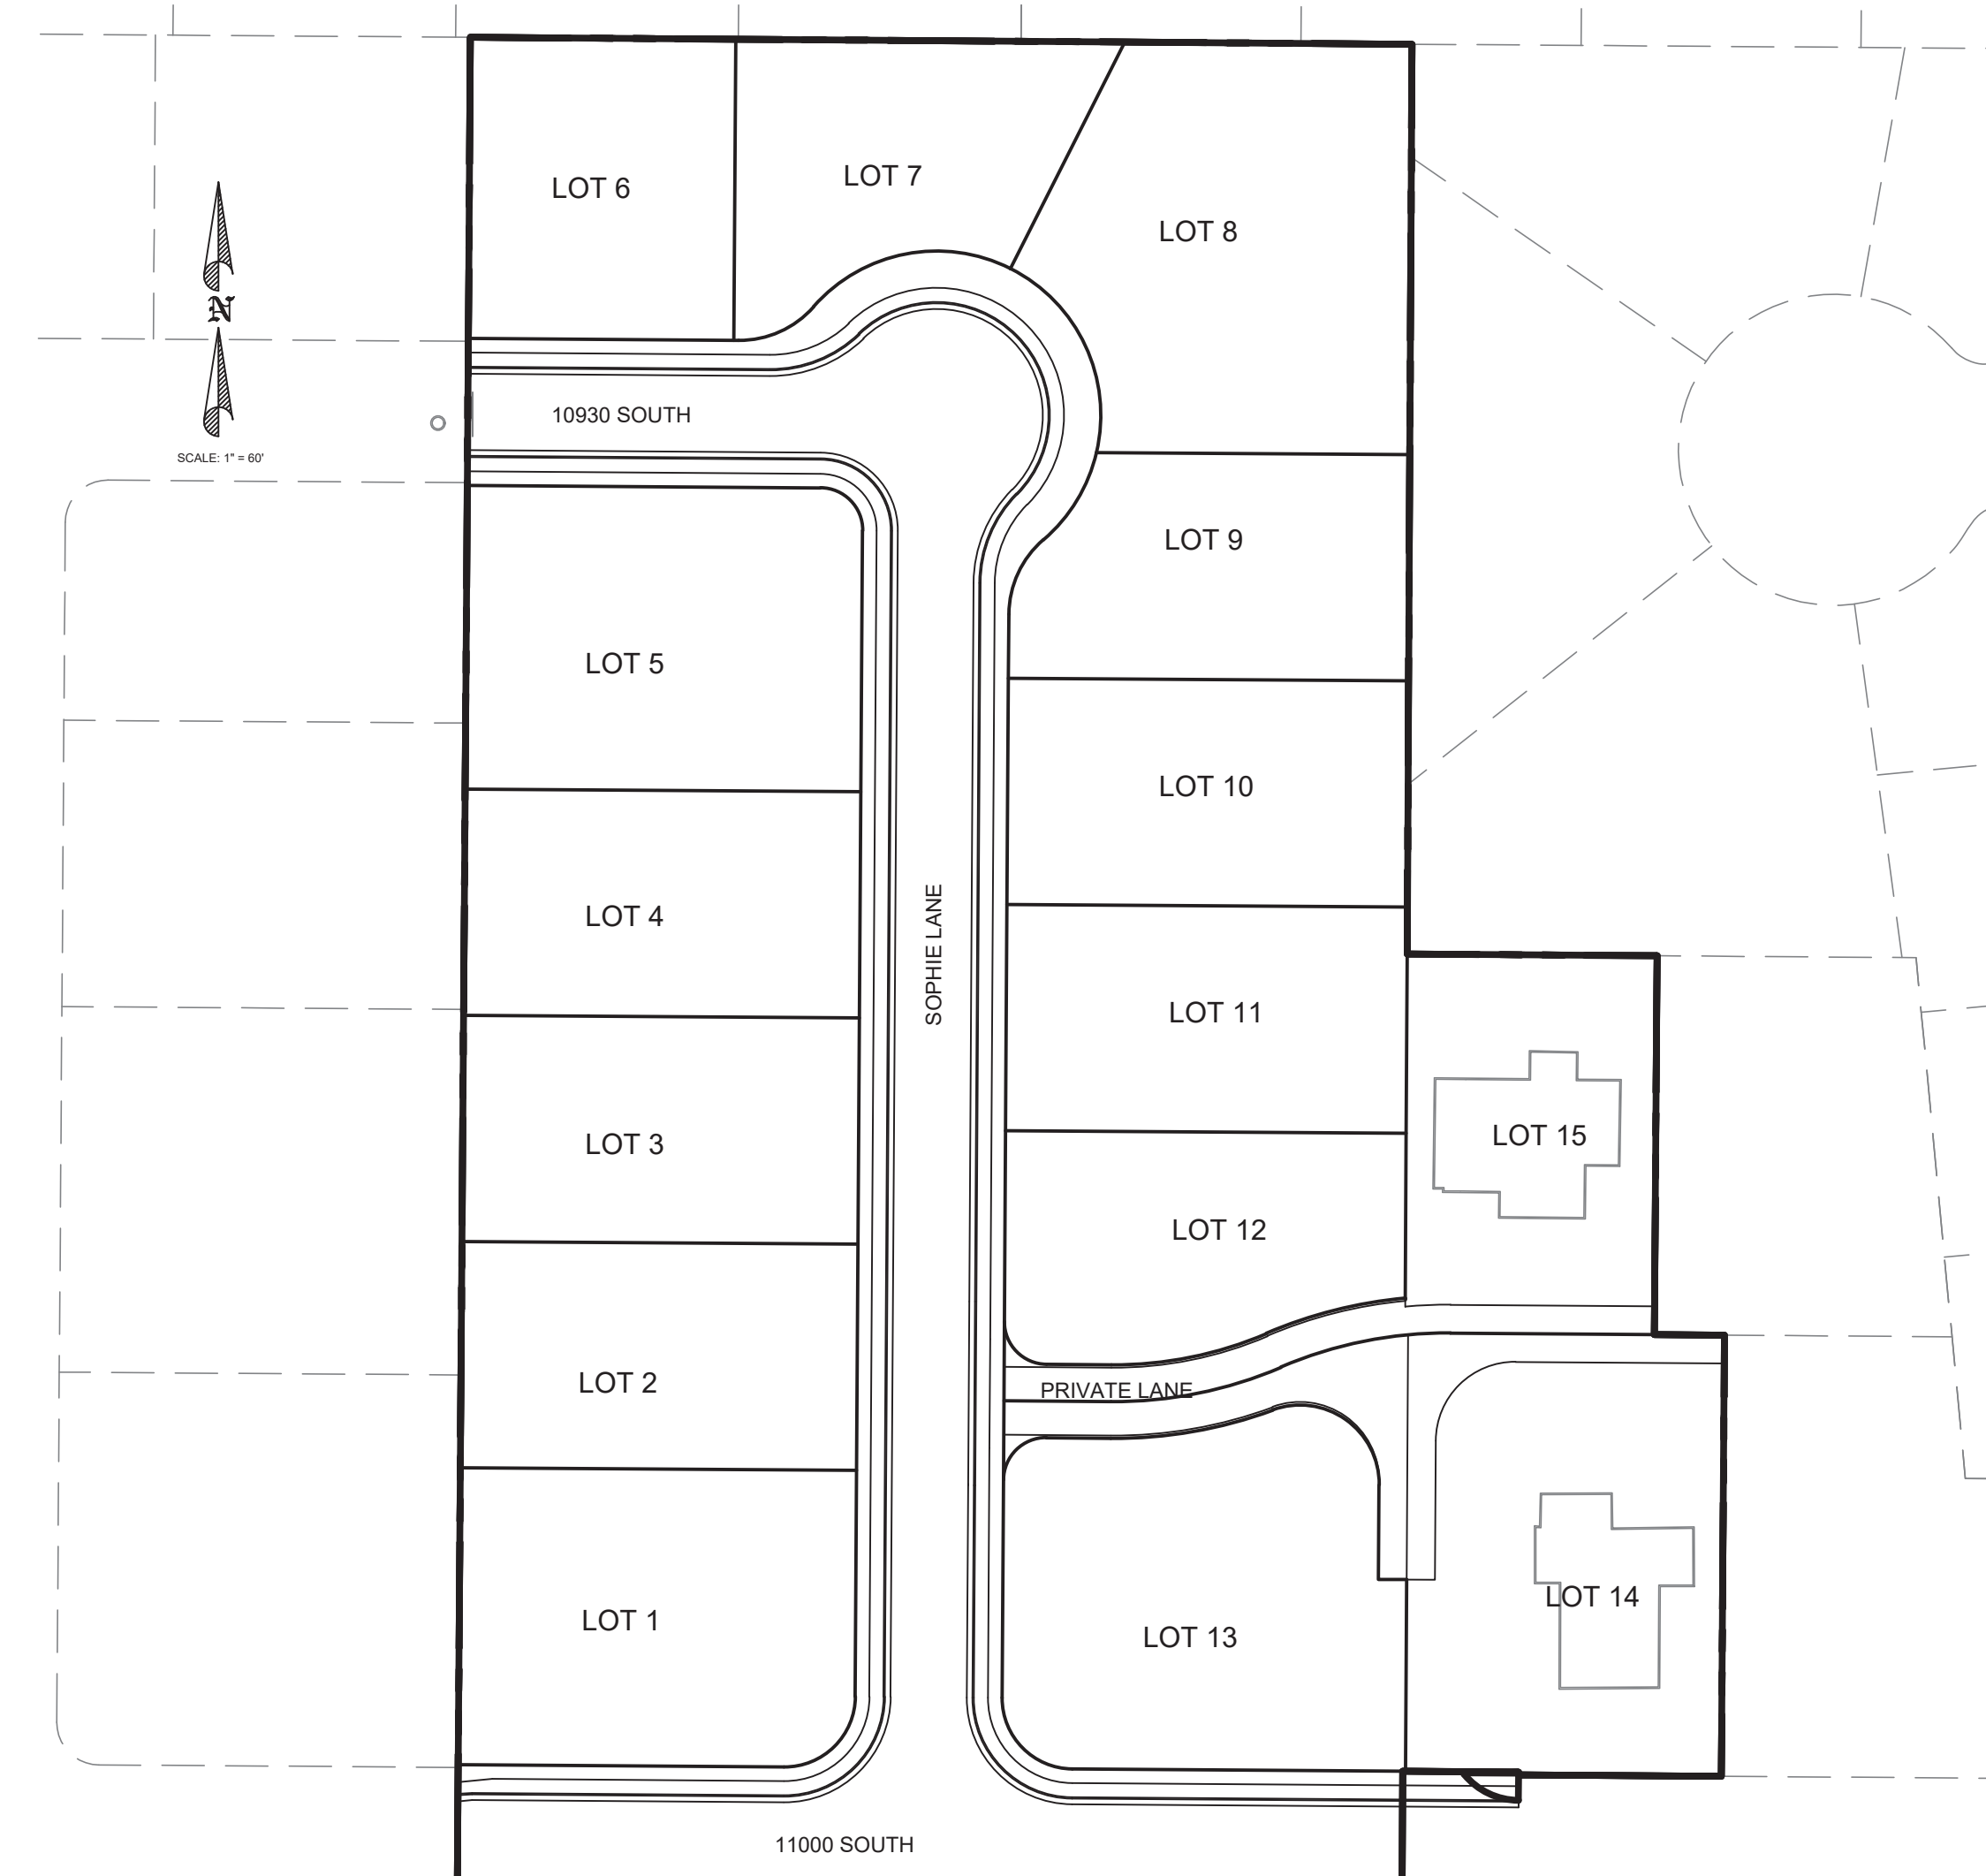 LOT 6
LOT 7
LOT 8
N
10930 SOUTH
SCALE: 1" = 60'
LOT 9
LOT 5
LOT 10
LOT 4
SOPHIE LANE
LOT 11
LOT 3
LOT 15
LOT 12
LOT 2
PRIVATE LANE
LOT 1
LOT 14
LOT 13
11000 SOUTH